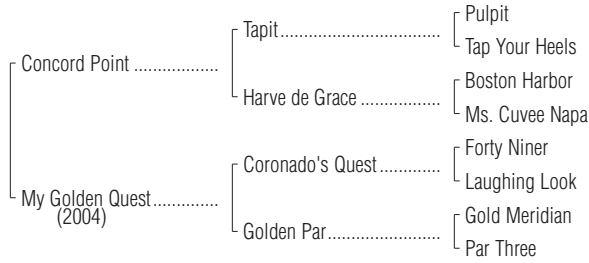 Pulpit
Tapit
Tap Your Heels
Concord Point
Boston Harbor
Harve de Grace
Ms. Cuvee Napa
Forty Niner
Coronado's Quest
Laughing Look
My Golden Quest
(2004)
Gold Meridian
Golden Par
Par Three